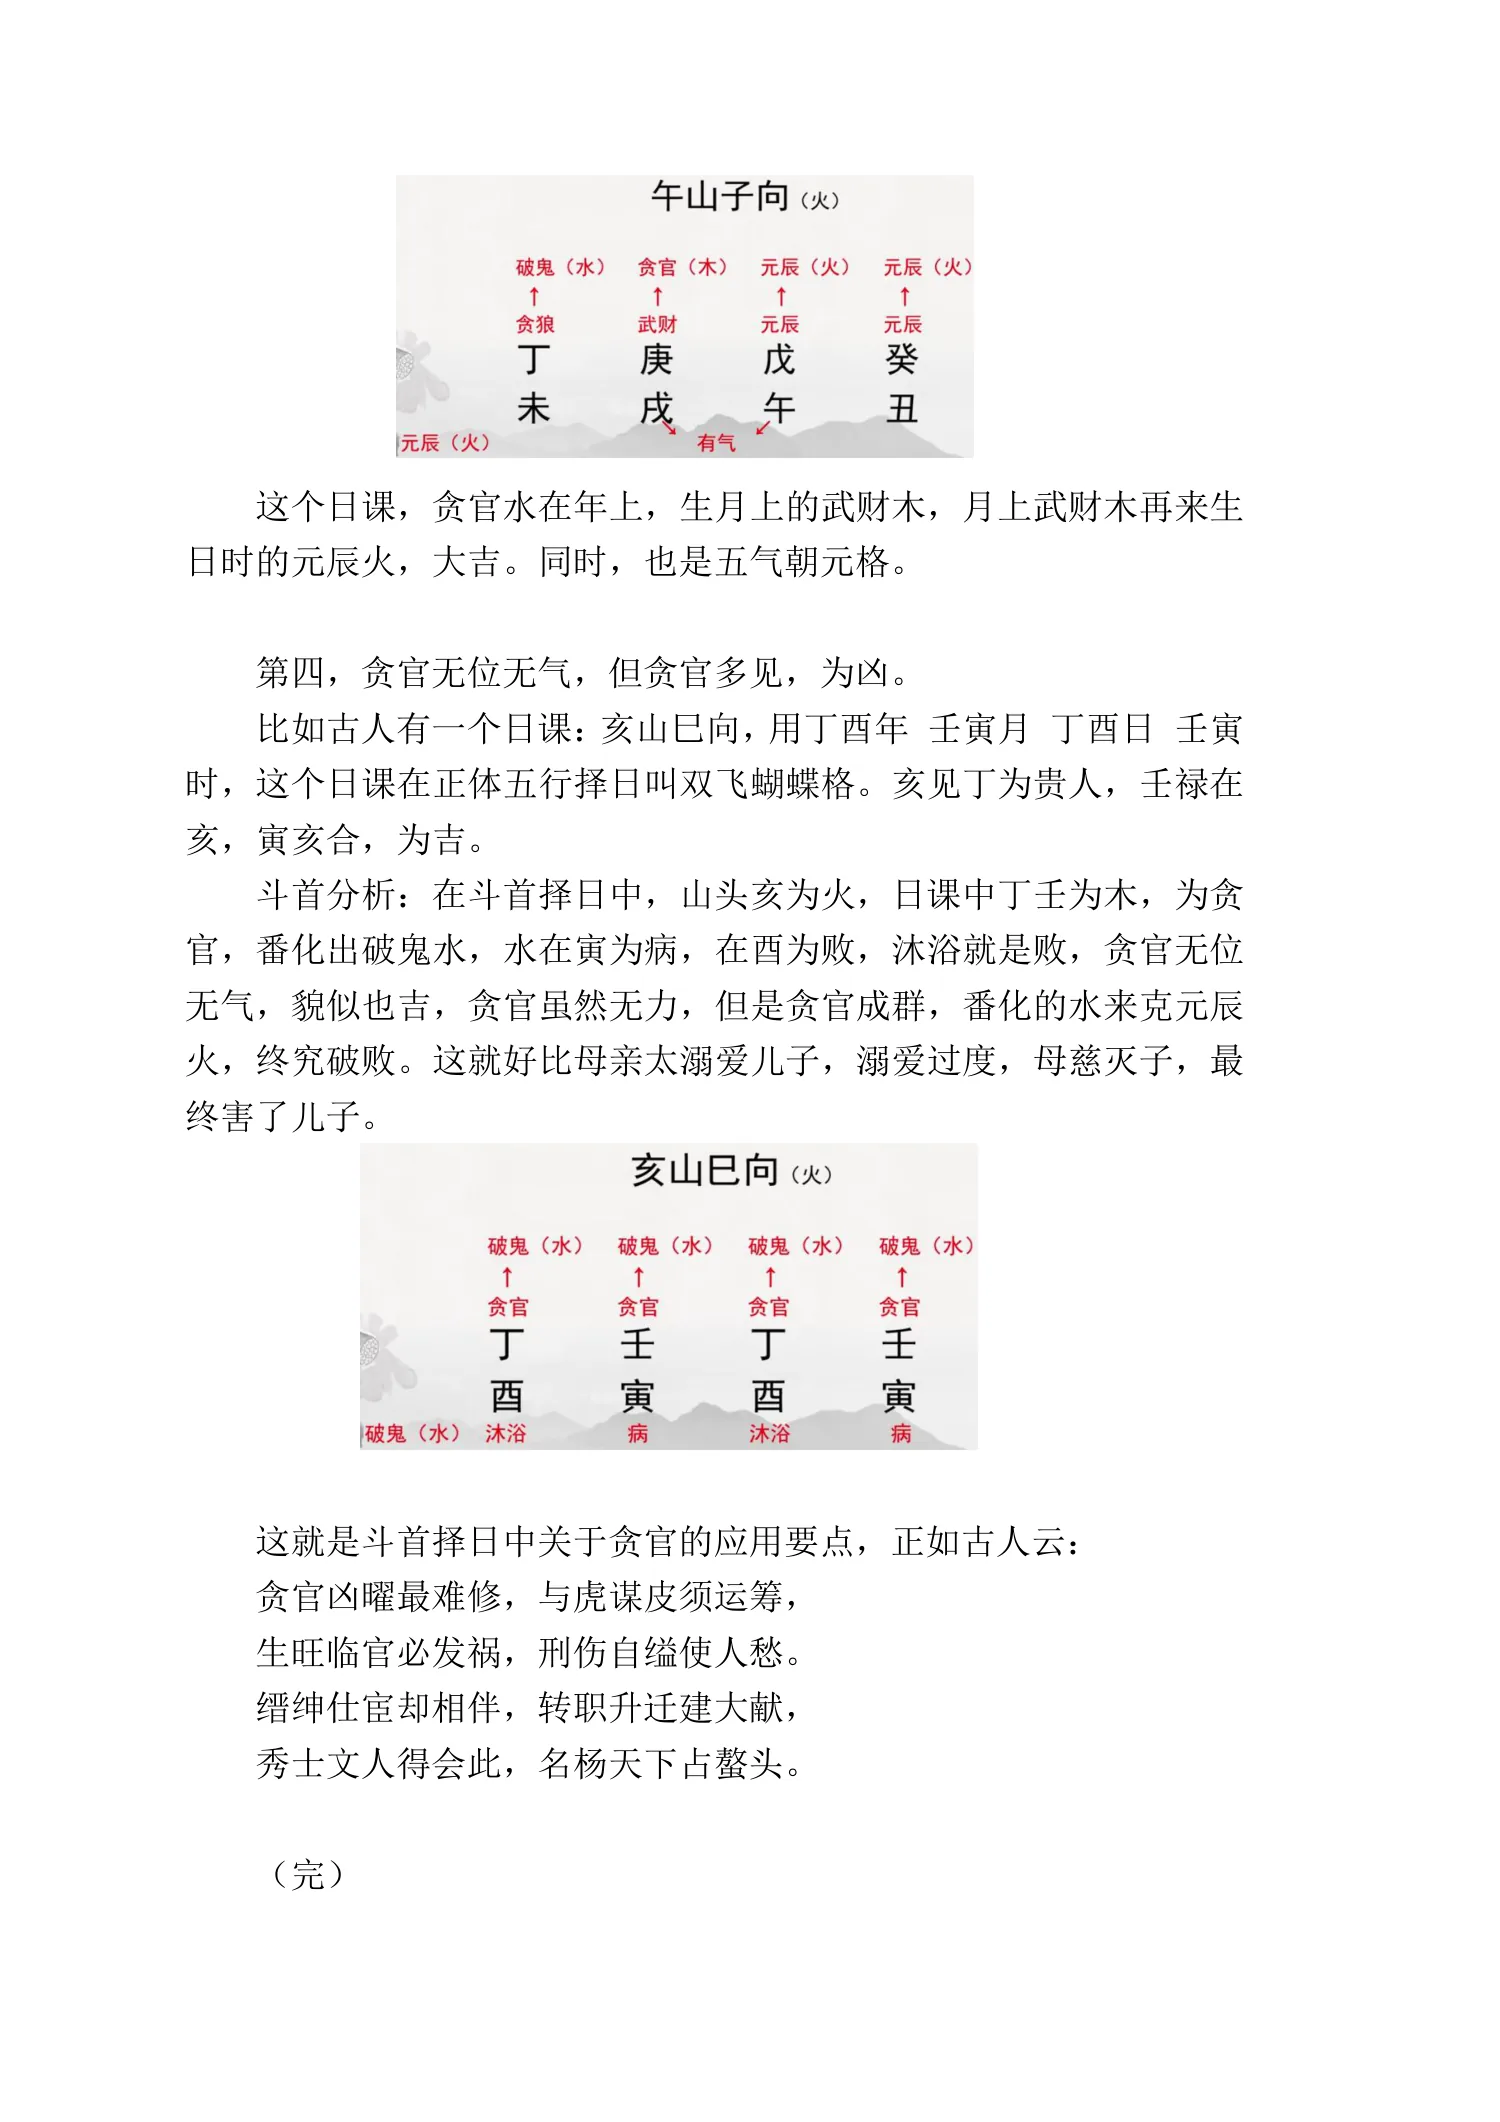 午山子向（火）
破鬼（水） 贪官（木） 元辰（火） 元辰（火）
↑ ↑ ↑ ↑
贪狼 武财 元辰 元辰
丁 庚 戊 癸
未 戌 午 丑
元辰（火） ↘ 有气 ↙
这个日课，贪官水在年上，生月上的武财木，月上武财木再来生
日时的元辰火，大吉。同时，也是五气朝元格。
第四，贪官无位无气，但贪官多见，为凶。
比如古人有一个日课：亥山巳向，用丁酉年 壬寅月 丁酉日 壬寅
时，这个日课在正体五行择日叫双飞蝴蝶格。亥见丁为贵人，壬禄在
亥，寅亥合，为吉。
斗首分析：在斗首择日中，山头亥为火，日课中丁壬为木，为贪
官，番化出破鬼水，水在寅为病，在酉为败，沐浴就是败，贪官无位
无气，貌似也吉，贪官虽然无力，但是贪官成群，番化的水来克元辰
火，终究破败。这就好比母亲太溺爱儿子，溺爱过度，母慈灭子，最
终害了儿子。
亥山巳向（火）
破鬼（水） 破鬼（水） 破鬼（水） 破鬼（水）
↑ ↑ ↑ ↑
贪官 贪官 贪官 贪官
丁 壬 丁 壬
酉 寅 酉 寅
破鬼（水） 沐浴 病 沐浴 病
这就是斗首择日中关于贪官的应用要点，正如古人云：
贪官凶曜最难修，与虎谋皮须运筹，
生旺临官必发祸，刑伤自缢使人愁。
缙绅仕宦却相伴，转职升迁建大献，
秀士文人得会此，名杨天下占螯头。
（完）